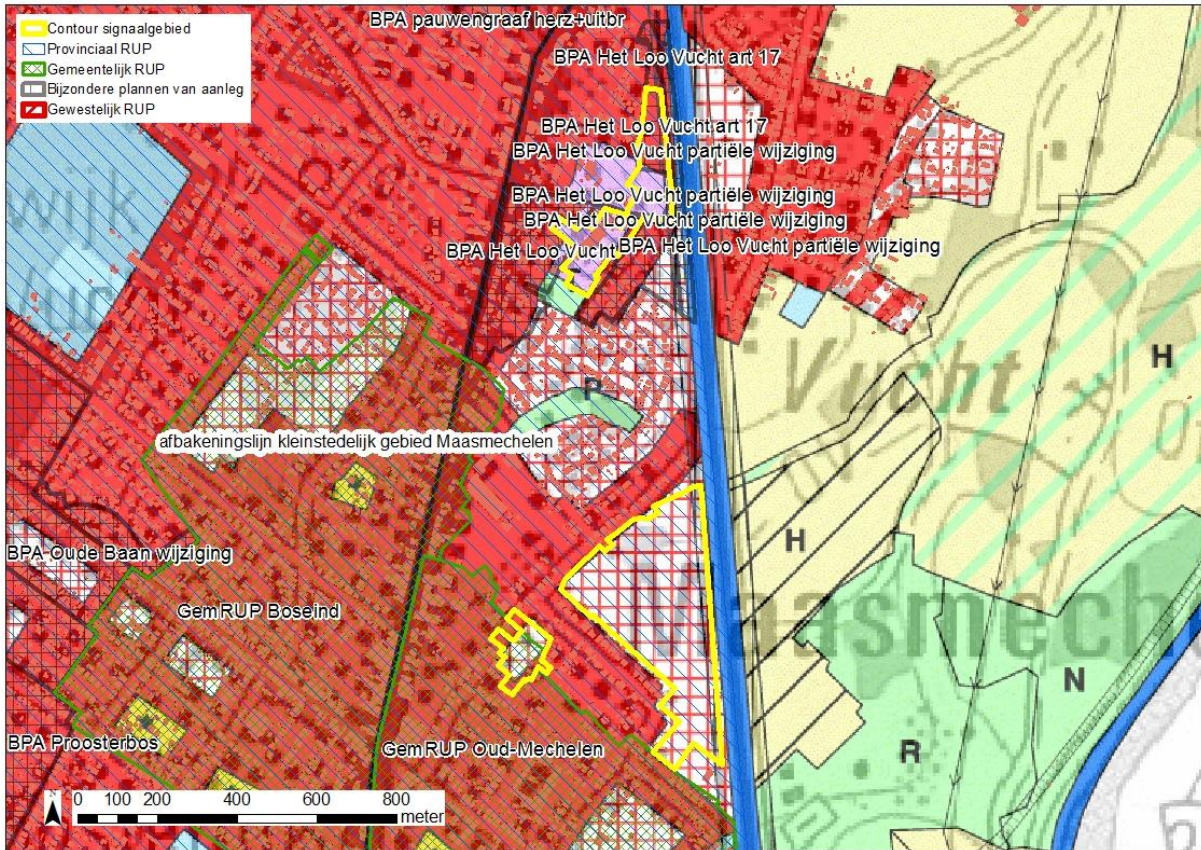 Contour signaalgebied
Provinciaal RUP
Gemeentelijk RUP
Bijzondere plannen van aanleg
Gewestelijk RUP
BPA pauwengraaf herz+uitbr
BPA Het Loo Vucht art 17
BPA Het Loo Vucht art 17
BPA Het Loo Vucht partiële wijziging
BPA Het Loo Vucht partiële wijziging
BPA Het Loo Vucht partiële wijziging
BPA Het Loo Vucht
BPA Het Loo Vucht partiële wijziging
Vucht
H
P
afbakeningslijn kleinstedelijk gebied Maasmechelen
H
BPA Oude Baan wijziging
GemRUP Boseind
Maasmeche
N
BPA Proosterbos
GemRUP Oud-Mechelen
R
N
0 100 200 400 600 800
meter